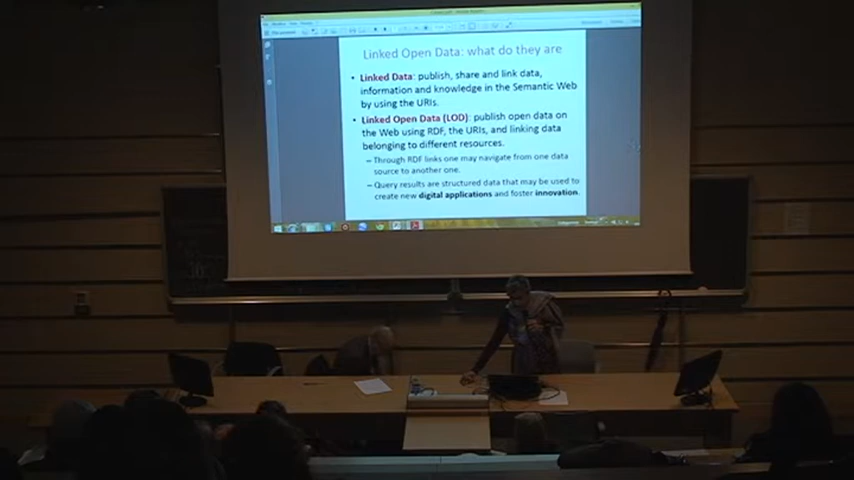 Linked Open Data: what do they are
• Linked Data: publish, share and link data,
information and knowledge in the Semantic Web
by using the URIs.
• Linked Open Data (LOD): publish open data on
the Web using RDF, the URIs, and linking data
belonging to different resources.
– Through RDF links one may navigate from one data
source to another one.
– Query results are structured data that may be used to
create new digital applications and foster innovation.